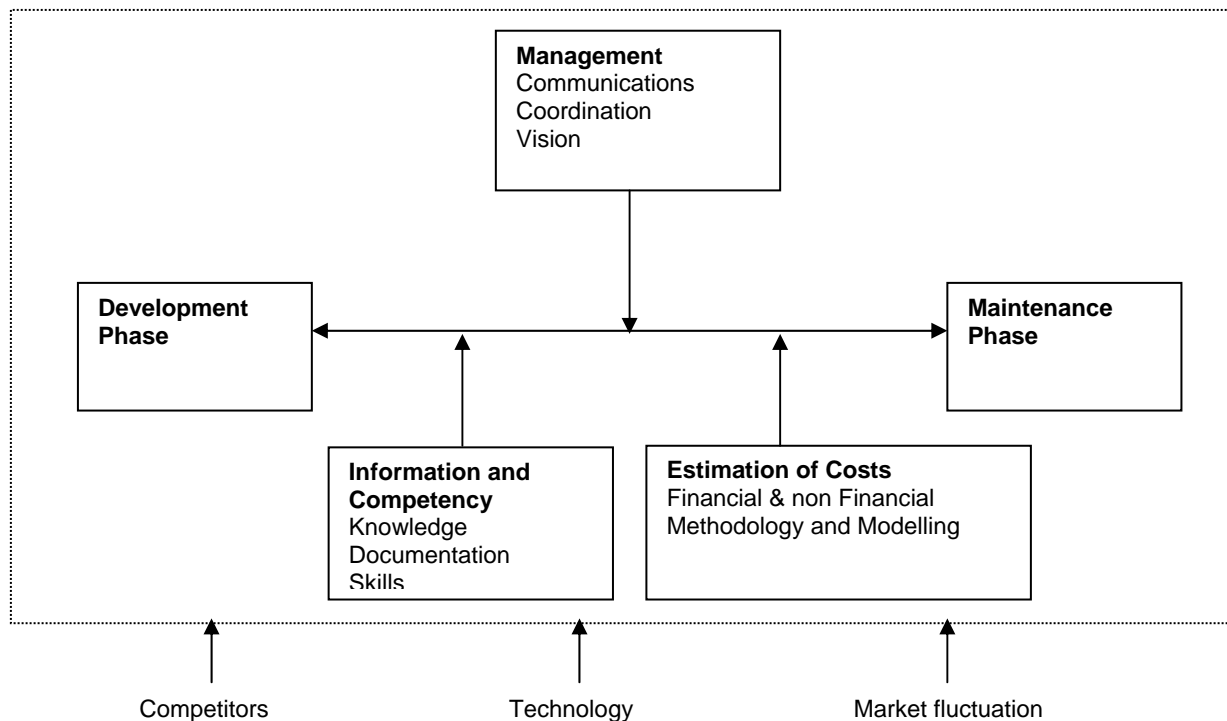 Management
Communications
Coordination
Vision
Development
Phase
Maintenance
Phase
Information and
Competency
Knowledge
Documentation
Skills
Estimation of Costs
Financial & non Financial
Methodology and Modelling
Competitors
Technology
Market fluctuation